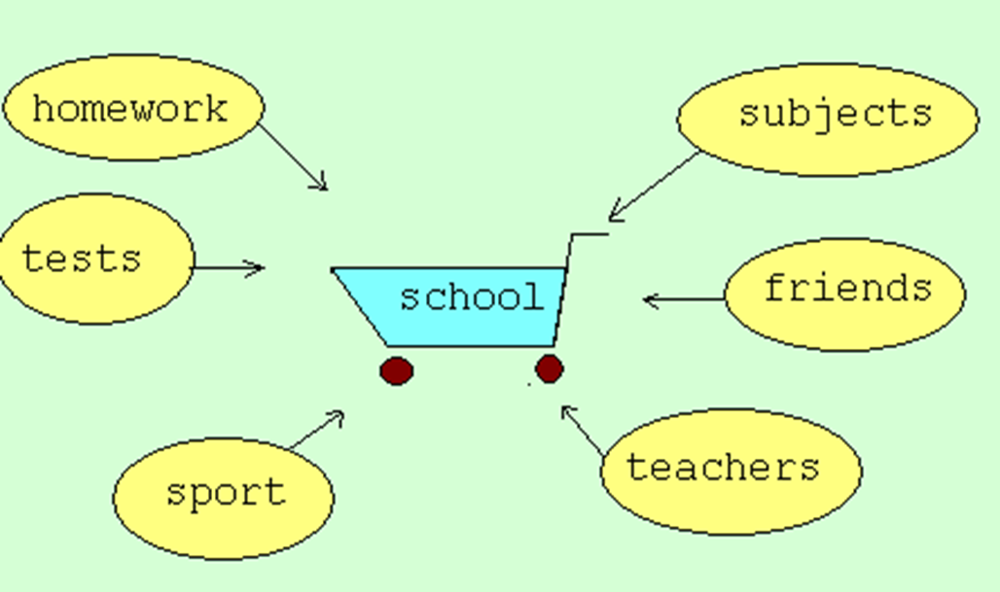 homework
subjects
tests
friends
school
sport
teachers